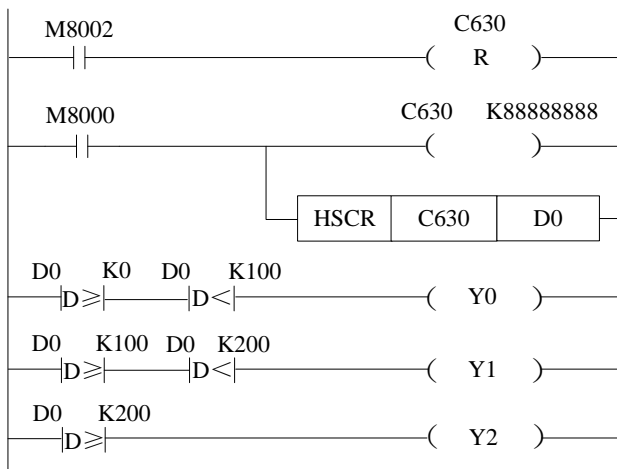 M8002 C630
R
M8000 C630 K88888888
HSCR C630 D0
D0 K0 D0 K100
D≥ D< Y0
D0 K100 D0 K200
D≥ D< Y1
D0 K200
D≥ Y2